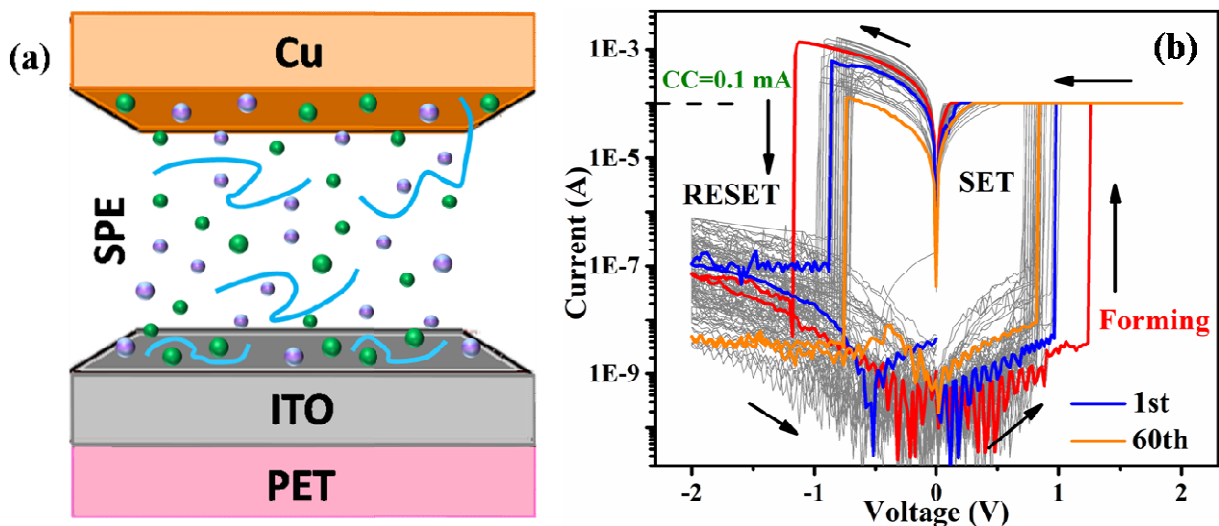 (a)
Cu
SPE
ITO
PET
(b)
1E-3
CC=0.1 mA
1E-5
RESET
SET
Current (A)
1E-7
Forming
1E-9
1st
60th
-2 -1 0 1 2
Voltage (V)